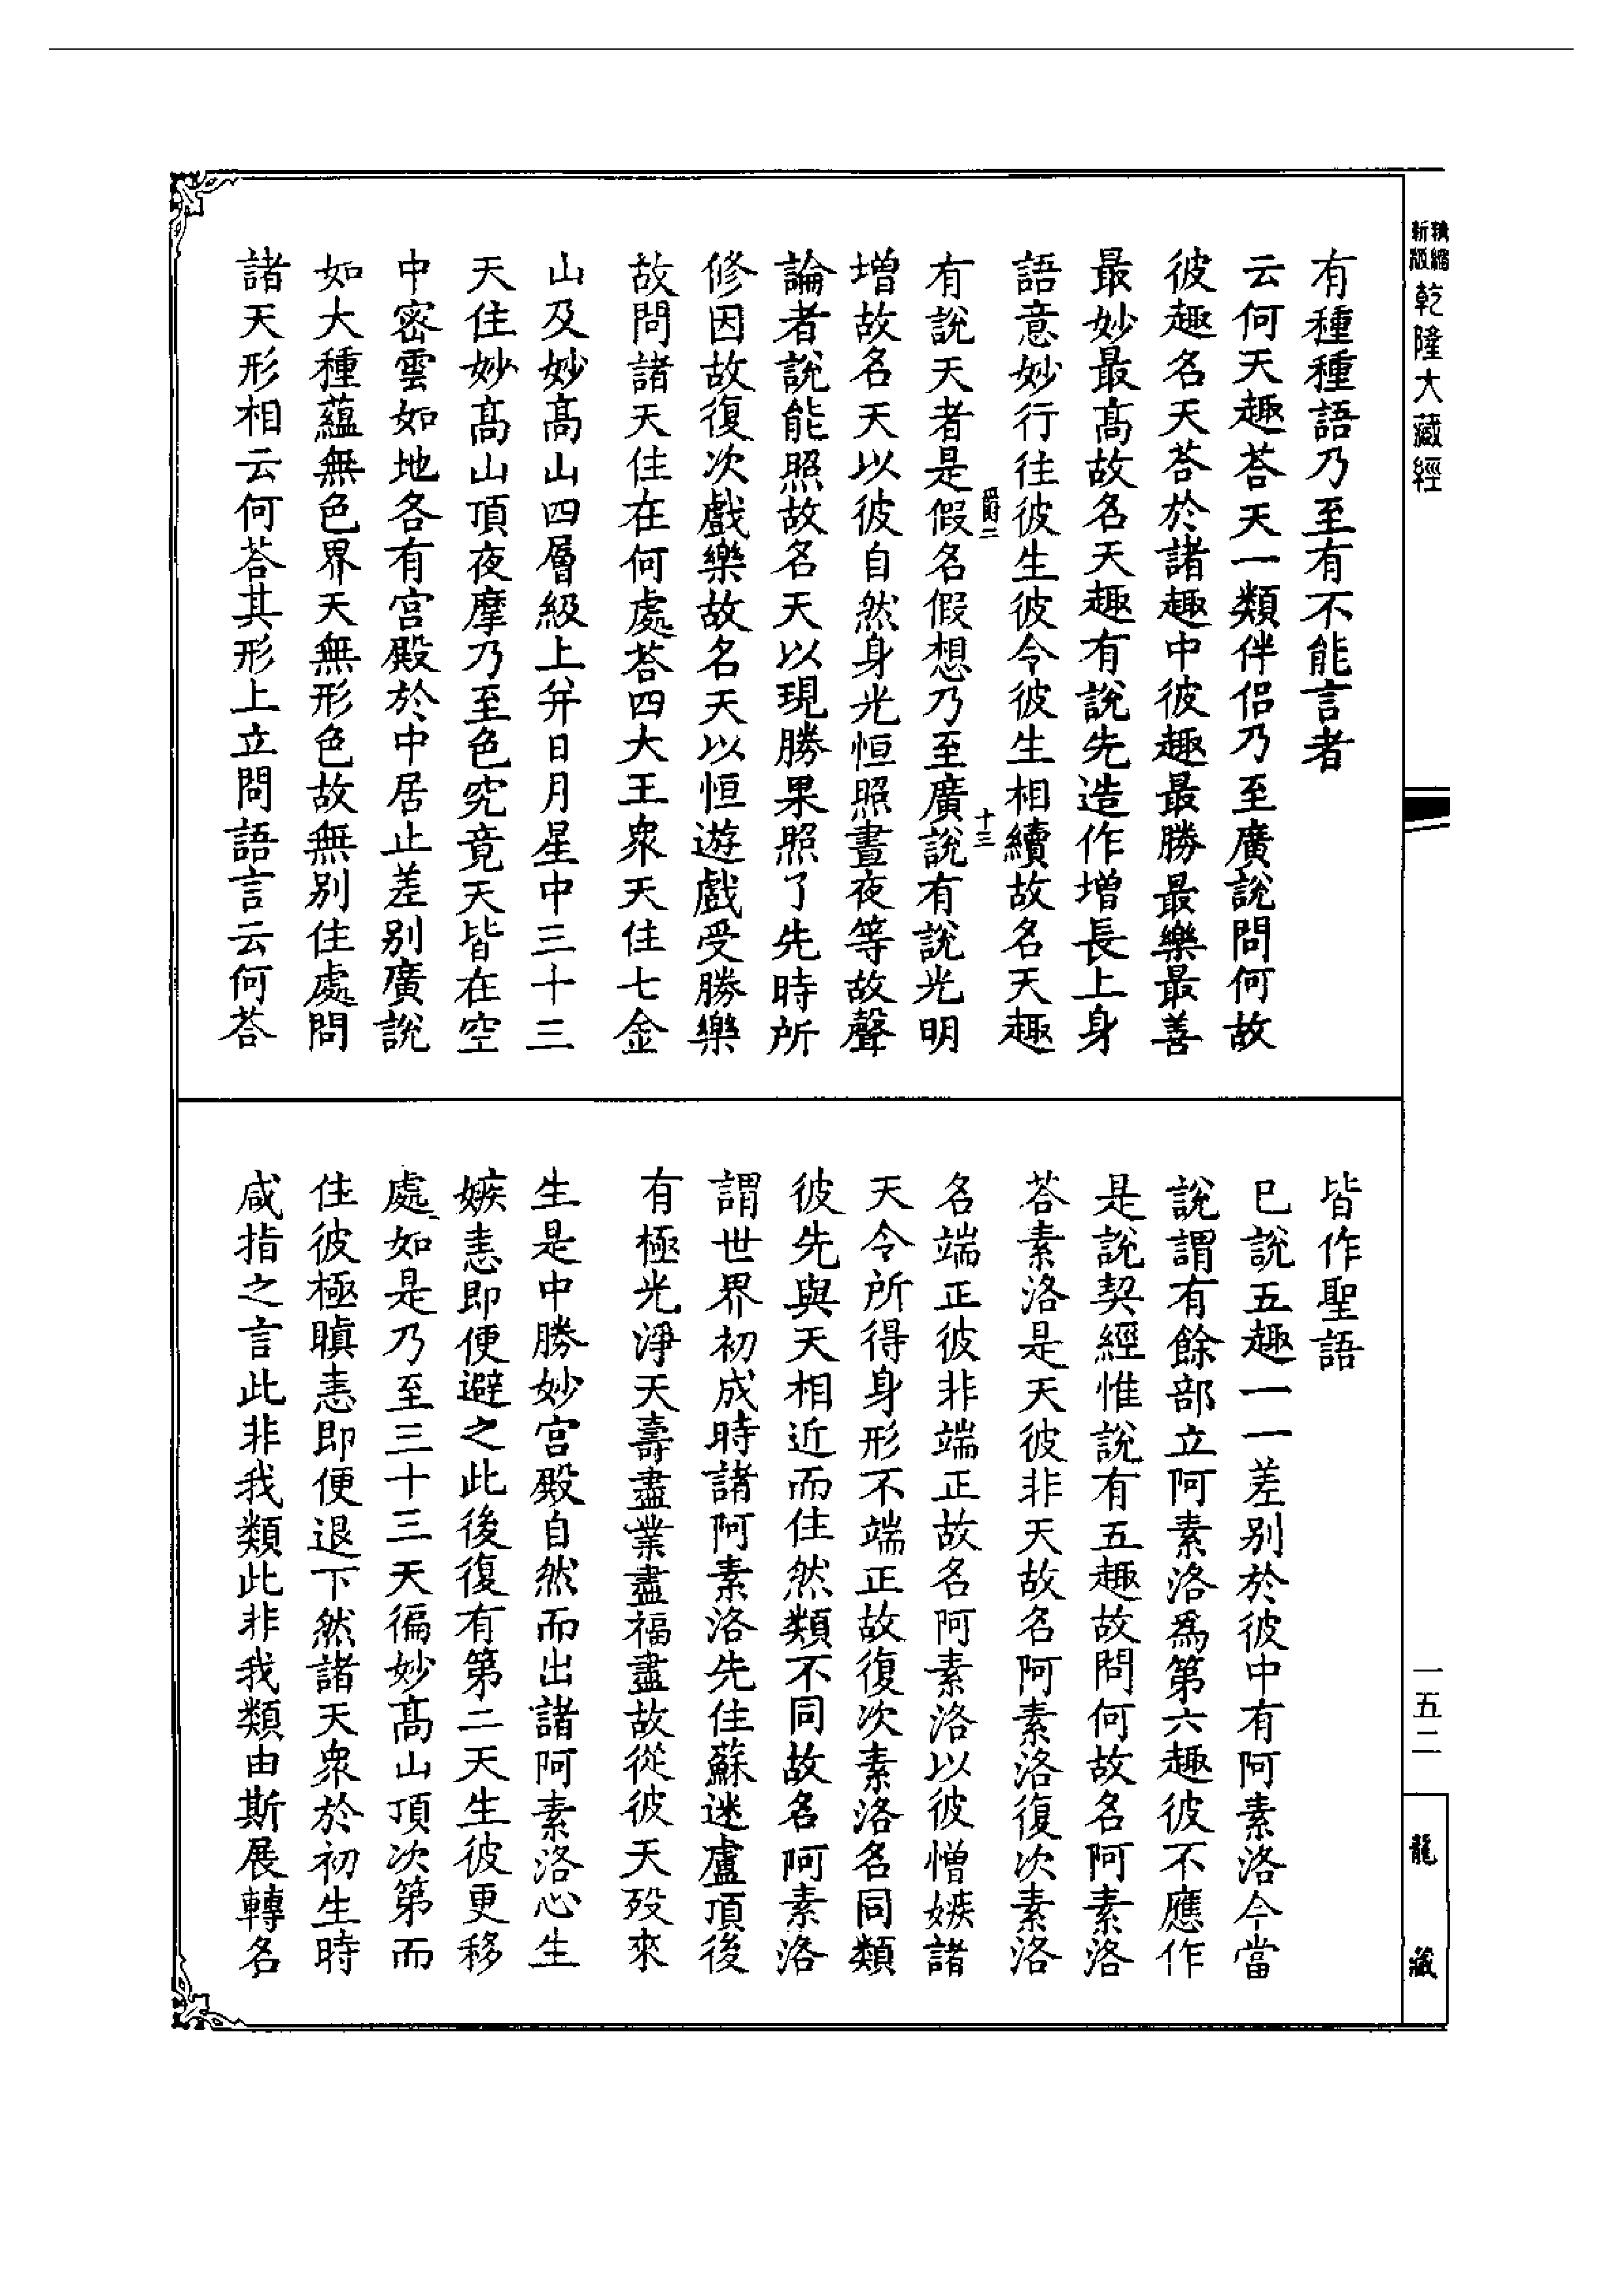 精縮新版乾隆大藏經
有種種語乃至有不能言者
云何天趣荅天一類伴侣乃至廣說問何故
彼趣名天荅於諸趣中彼趣最勝最樂最善
最妙最高故名天趣有說先造作增長上身
語意妙行往彼生彼令彼生相續故名天趣
爵二
十三
有說天者是假名假想乃至廣說有說光明
增故名天以彼自然身光恒照晝夜等故聲
論者說能照故名天以現勝果照了先時所
修因故復次戲樂故名天以恒遊戲受勝樂
故問諸天住在何處荅四大王衆天住七金
山及妙高山四層級上并日月星中三十三
天住妙高山頂夜摩乃至色究竟天皆在空
中密雲如地各有宫殿於中居止差别廣說
如大種蘊無色界天無形色故無别住處問
諸天形相云何荅其形上立問語言云何荅
皆作聖語
已說五趣一一差别於彼中有阿素洛今當
說謂有餘部立阿素洛爲第六趣彼不應作
是說契經惟說有五趣故問何故名阿素洛
荅素洛是天彼非天故名阿素洛復次素洛
名端正彼非端正故名阿素洛以彼憎嫉諸
天令所得身形不端正故復次素洛名同類
彼先與天相近而住然類不同故名阿素洛
謂世界初成時諸阿素洛先住蘇迷盧頂後
有極光淨天壽盡業盡福盡故從彼天歿來
生是中勝妙宫殿自然而出諸阿素洛心生
嫉恚即便避之此後復有第二天生彼更移
處如是乃至三十三天徧妙高山頂次第而
住彼極瞋恚即便退下然諸天衆於初生時
咸指之言此非我類此非我類由斯展轉名
一五二
龍藏